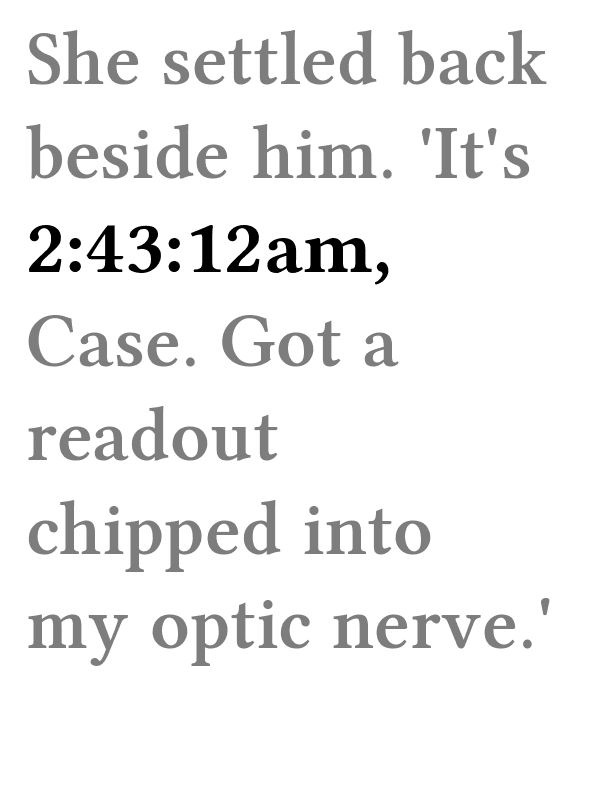 She settled back
beside him. 'It's
2:43:12am,
Case. Got a
readout
chipped into
my optic nerve.'